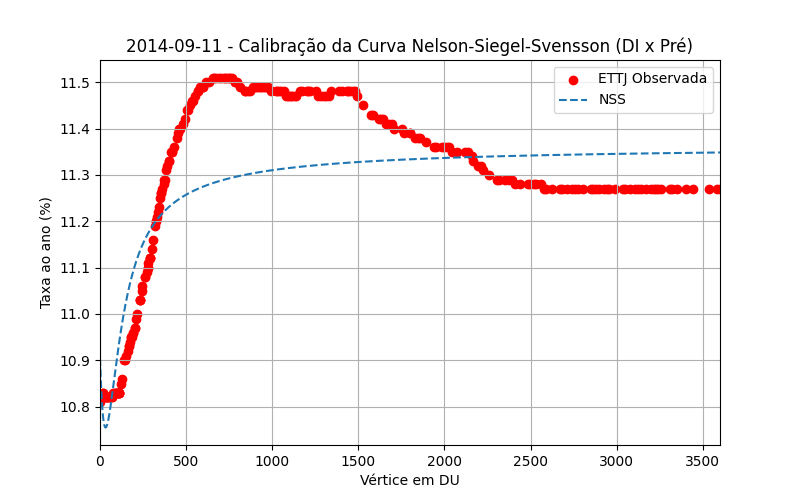 2014-09-11 - Calibração da Curva Nelson-Siegel-Svensson (DI x Pré)
ETTJ Observada
NSS
Taxa ao ano (%)
11.5
11.4
11.3
11.2
11.1
11.0
10.9
10.8
0 500 1000 1500 2000 2500 3000 3500
Vértice em DU